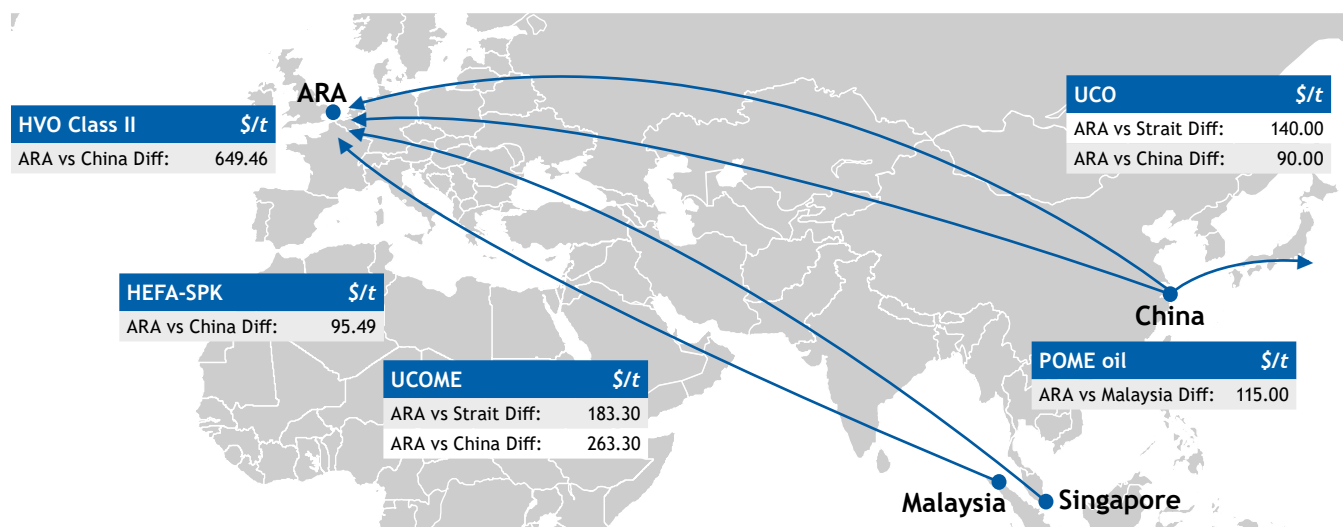 ARA
HVO Class II $/t
ARA vs China Diff: 649.46
UCO $/t
ARA vs Strait Diff: 140.00
ARA vs China Diff: 90.00
HEFA-SPK $/t
ARA vs China Diff: 95.49
China
UCOME $/t
ARA vs Strait Diff: 183.30
ARA vs China Diff: 263.30
POME oil $/t
ARA vs Malaysia Diff: 115.00
Malaysia
Singapore